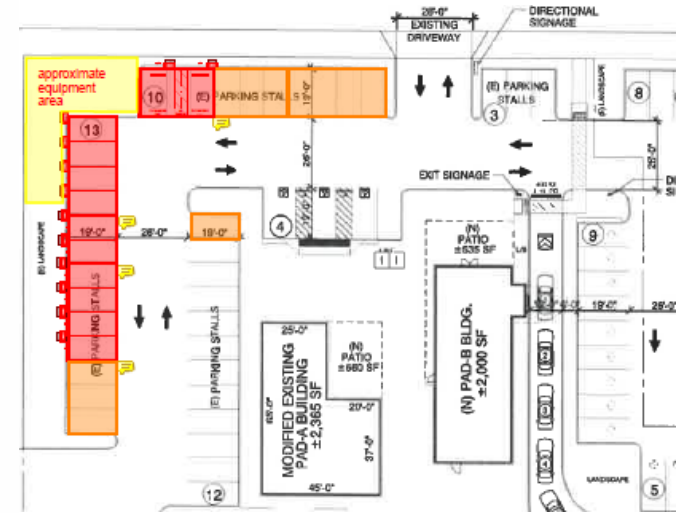 28'-0"
EXISTING
DRIVEWAY
DIRECTIONAL
SIGNAGE
approximate
equipment
area
10
(E) PARKING STALLS
(E) PARKING
STALLS
3
(E) LANDSCAPE
8
13
26'-0"
26'-0"
EXIT SIGNAGE
4
19'-0"
26'-0"
19'-0"
(E) LANDSCAPE
(E) PARKING STALLS
(E) PARKING STALLS
(N)
PATIO
±535 SF
9
19'-0"
26'-0"
(N) PAD-B BLDG.
±2,000 SF
25'-0"
MODIFIED EXISTING
PAD-A BUILDING
±2,365 SF
(N)
PATIO
±560 SF
20'-0"
37'-0"
45'-0"
12
LANDSCAPE
5